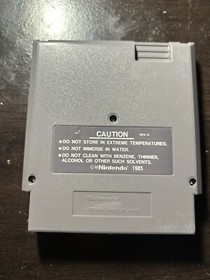 CAUTION
● DO NOT STORE IN EXTREME TEMPERATURES.
● DO NOT IMMERSE IN WATER.
● DO NOT CLEAN WITH BENZENE, THINNER,
ALCOHOL OR OTHER SUCH SOLVENTS.
©Nintendo 1985